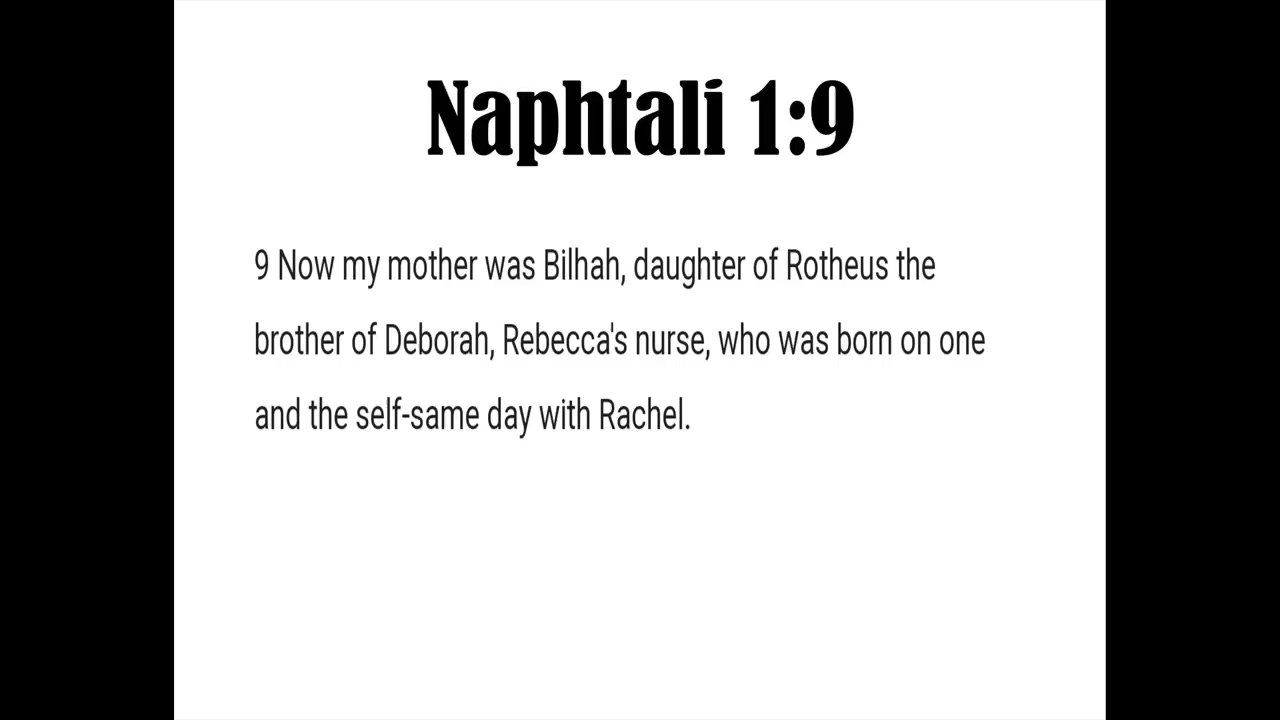 Naphtali 1:9
9 Now my mother was Bilhah, daughter of Rotheus the
brother of Deborah, Rebecca's nurse, who was born on one
and the self-same day with Rachel.